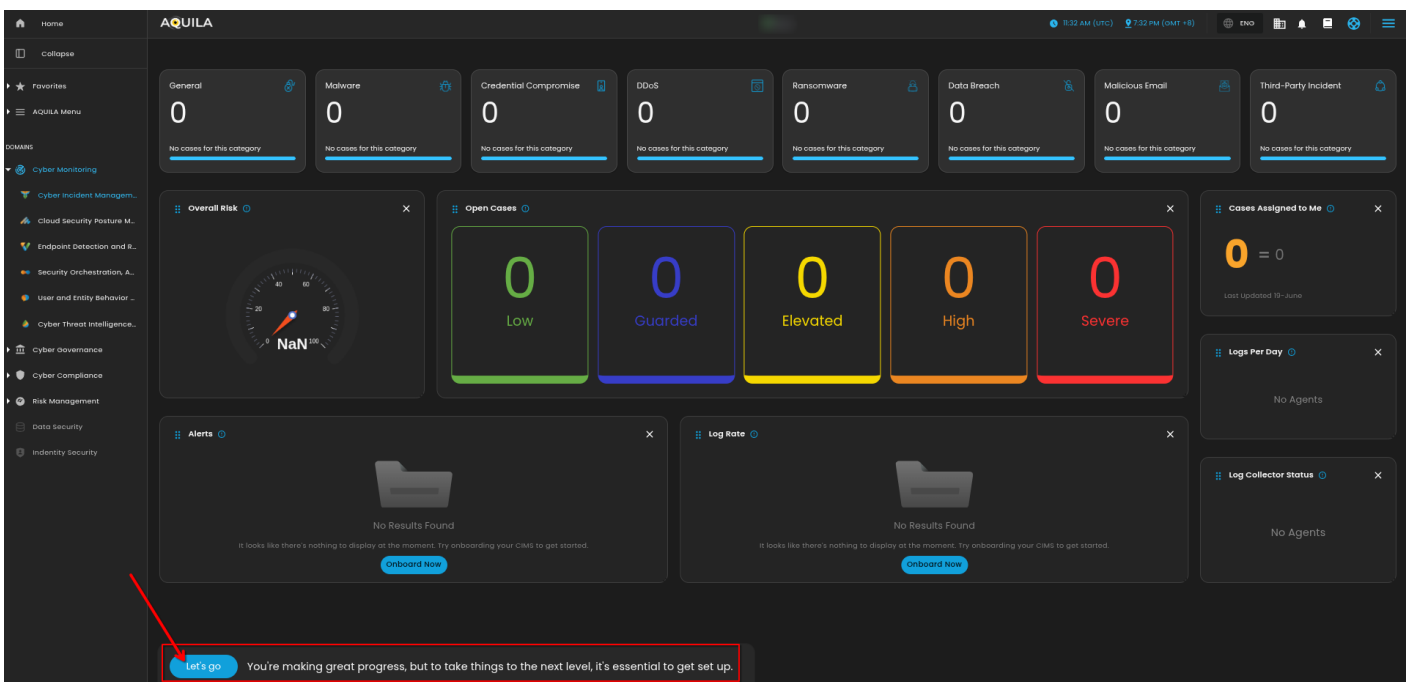 Home
AQUILA
11:32 AM (UTC)
7:32 PM (GMT +8)
ENG
Collapse
Favorites
AQUILA Menu
DOMAINS
Cyber Monitoring
Cyber Incident Managem...
Cloud Security Posture M...
Endpoint Detection and R...
Security Orchestration, A...
User and Entity Behavior ...
Cyber Threat Intelligence...
Cyber Governance
Cyber Compliance
Risk Management
Data Security
Indentity Security
General
0
No cases for this category
Malware
0
No cases for this category
Credential Compromise
0
No cases for this category
DDoS
0
No cases for this category
Ransomware
0
No cases for this category
Data Breach
0
No cases for this category
Malicious Email
0
No cases for this category
Third-Party Incident
0
No cases for this category
Overall Risk
0
20
40
60
80
100
NaN
Open Cases
0
Low
0
Guarded
0
Elevated
0
High
0
Severe
Cases Assigned to Me
0 = 0
Last Updated 19-June
Logs Per Day
No Agents
Alerts
No Results Found
It looks like there's nothing to display at the moment. Try onboarding your CIMS to get started.
Onboard Now
Log Rate
No Results Found
It looks like there's nothing to display at the moment. Try onboarding your CIMS to get started.
Onboard Now
Log Collector Status
No Agents
Let's go
You're making great progress, but to take things to the next level, it's essential to get set up.